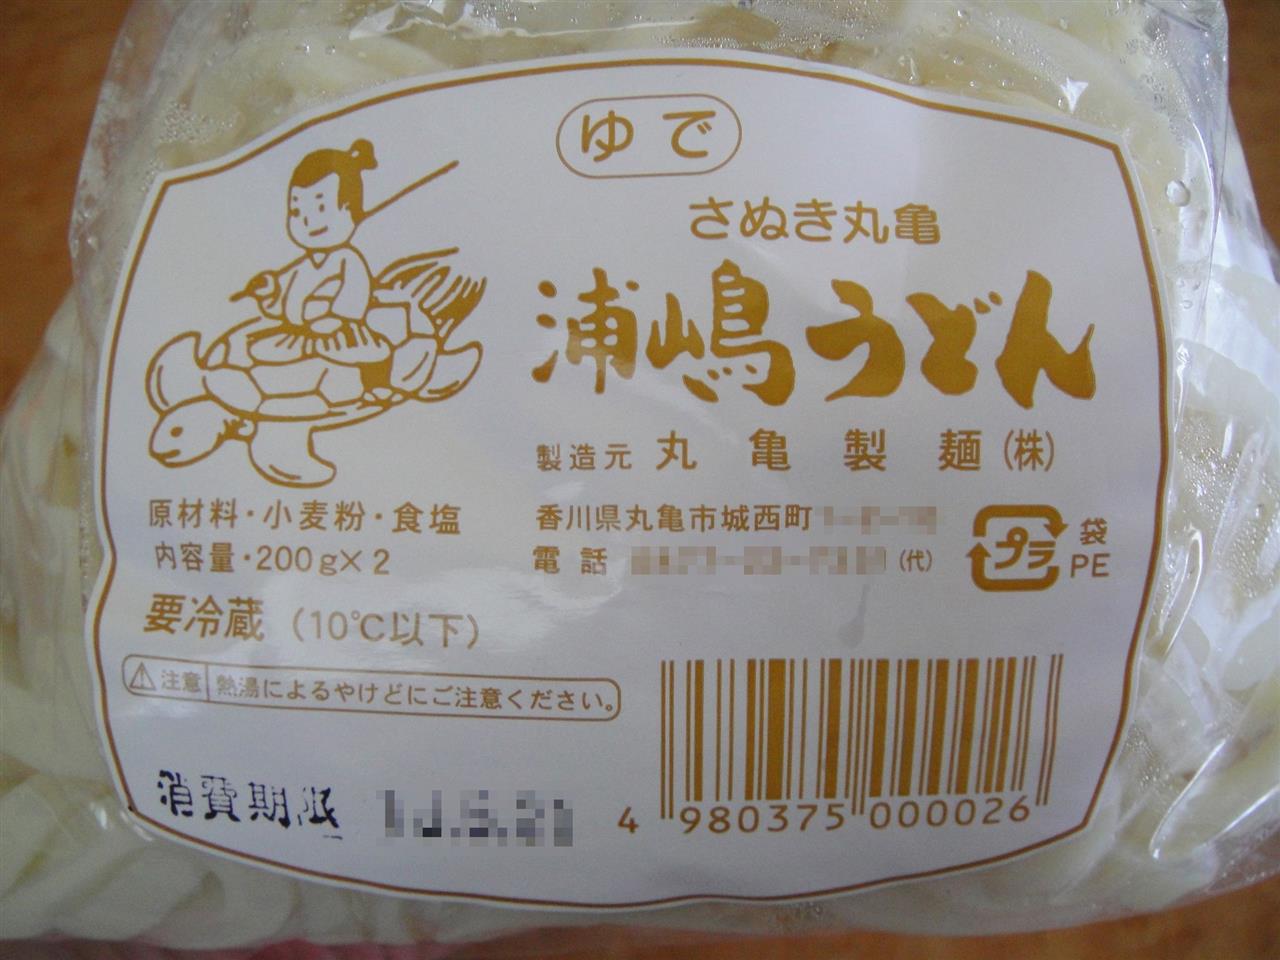 ゆで
さぬき丸亀
浦嶋うどん
製造元 丸亀製麺(株)
原材料・小麦粉・食塩
内容量・200g×2
香川県丸亀市城西町
電話 (代)
プラ
袋
PE
要冷蔵(10℃以下)
注意 熱湯によるやけどにご注意ください。
消費期限
4 980375 000026